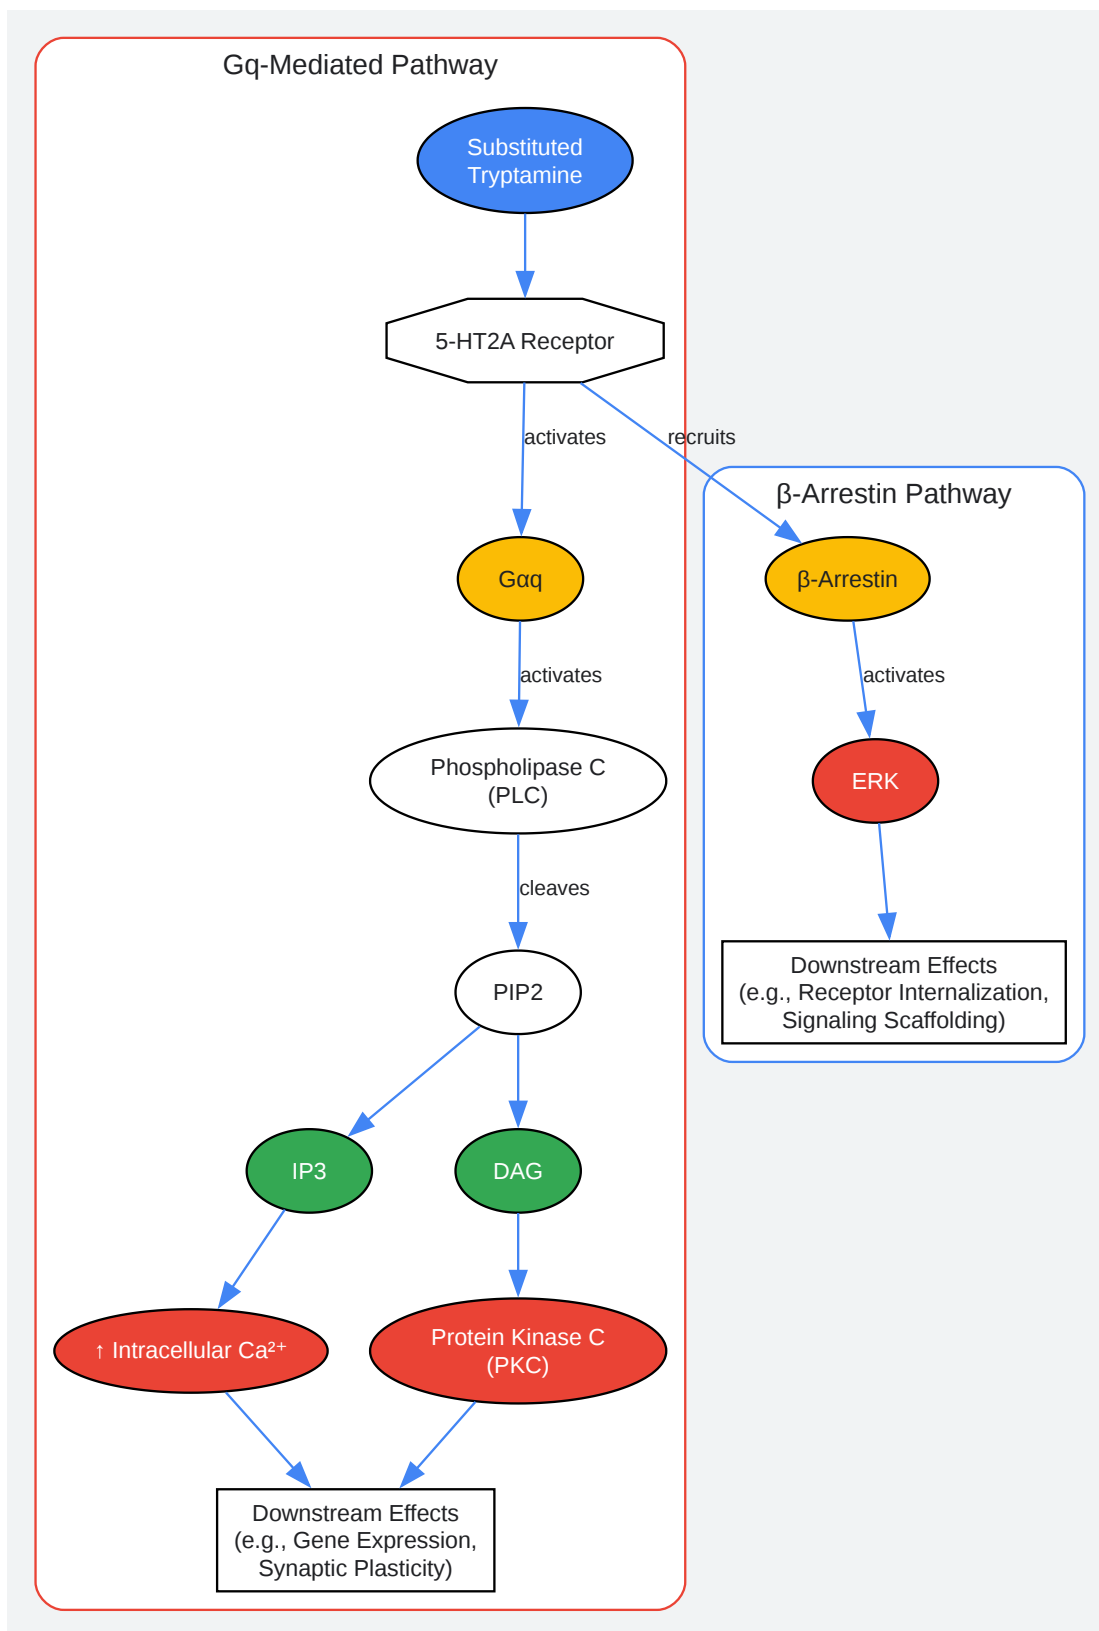 Gq-Mediated Pathway
Substituted
Tryptamine
5-HT2A Receptor
activates
recruits
β-Arrestin Pathway
Gαq
β-Arrestin
activates
activates
Phospholipase C
(PLC)
ERK
cleaves
PIP2
Downstream Effects
(e.g., Receptor Internalization,
Signaling Scaffolding)
IP3
DAG
↑ Intracellular Ca²⁺
Protein Kinase C
(PKC)
Downstream Effects
(e.g., Gene Expression,
Synaptic Plasticity)